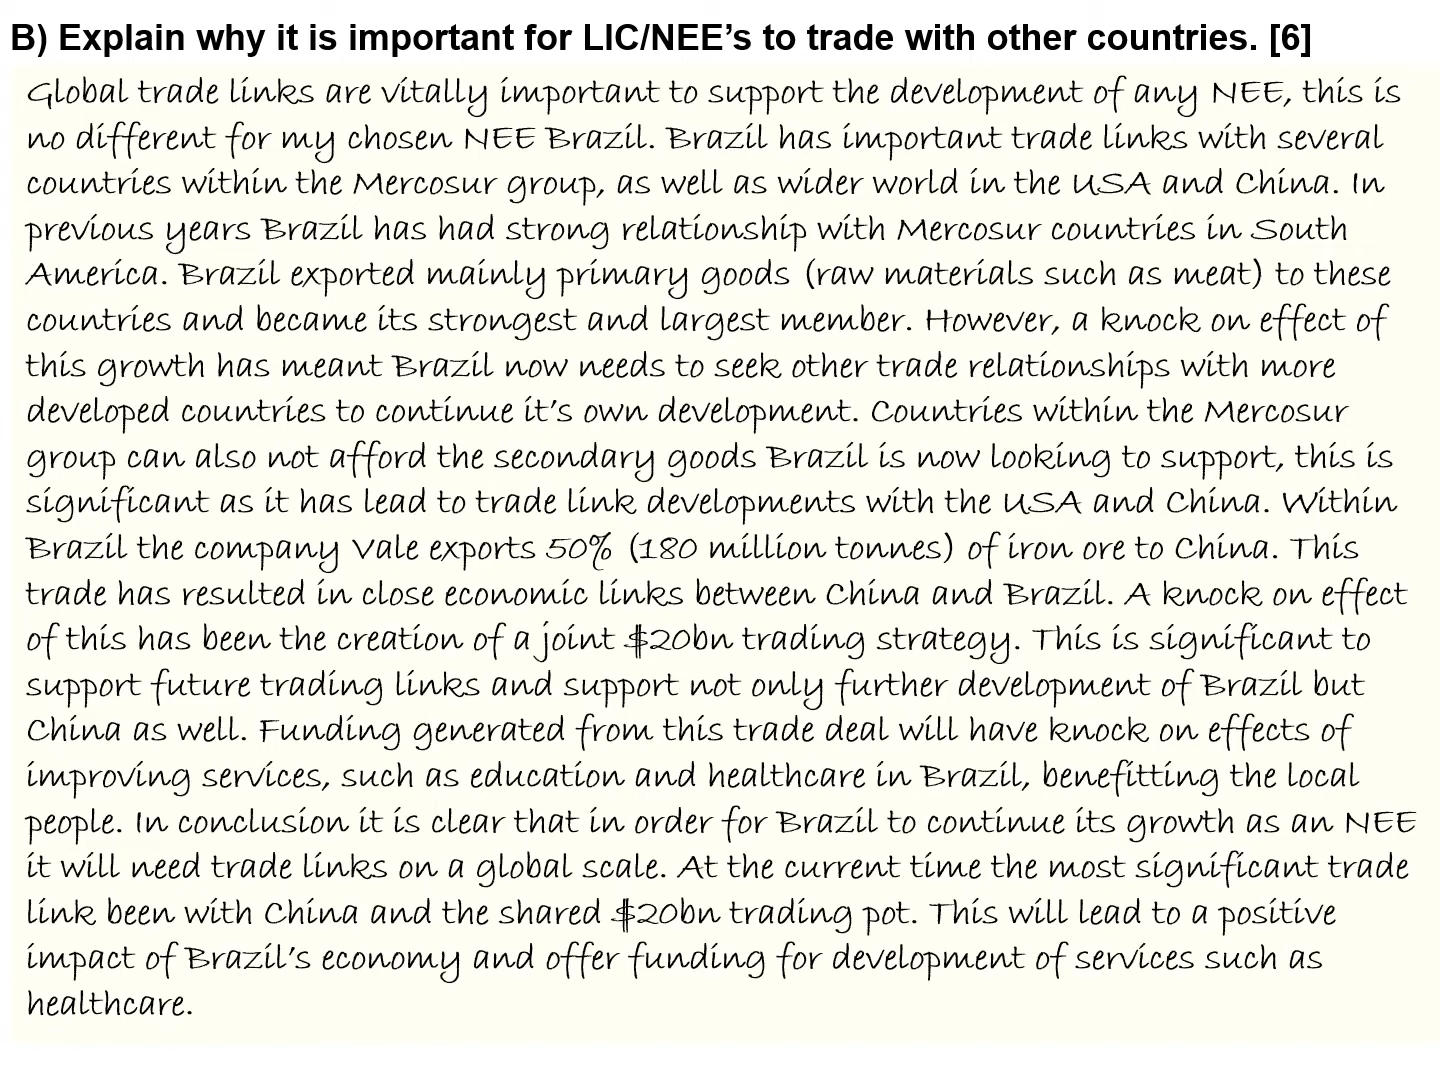 B) Explain why it is important for LIC/NEE’s to trade with other countries. [6]
Global trade links are vitally important to support the development of any NEE, this is
no different for my chosen NEE Brazil. Brazil has important trade links with several
countries within the Mercosur group, as well as wider world in the USA and China. In
previous years Brazil has had strong relationship with Mercosur countries in South
America. Brazil exported mainly primary goods (raw materials such as meat) to these
countries and became its strongest and largest member. However, a knock on effect of
this growth has meant Brazil now needs to seek other trade relationships with more
developed countries to continue it’s own development. Countries within the Mercosur
group can also not afford the secondary goods Brazil is now looking to support, this is
significant as it has lead to trade link developments with the USA and China. Within
Brazil the company Vale exports 50% (180 million tonnes) of iron ore to China. This
trade has resulted in close economic links between China and Brazil. A knock on effect
of this has been the creation of a joint $20bn trading strategy. This is significant to
support future trading links and support not only further development of Brazil but
China as well. Funding generated from this trade deal will have knock on effects of
improving services, such as education and healthcare in Brazil, benefitting the local
people. In conclusion it is clear that in order for Brazil to continue its growth as an NEE
it will need trade links on a global scale. At the current time the most significant trade
link been with China and the shared $20bn trading pot. This will lead to a positive
impact of Brazil’s economy and offer funding for development of services such as
healthcare.